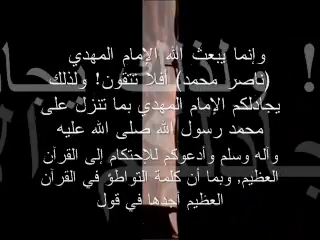 وإنما يبعث الله الإمام المهدي
(ناصر محمد) أفلا تتقون! ولذلك
يجادلكم الإمام المهدي بما تنزل على
محمد رسول الله صلى الله عليه
وآله وسلم وأدعوكم للإحتكام إلى القرآن
العظيم, وبما أن كلمة التواطؤ في القرآن
العظيم أجدها في قول